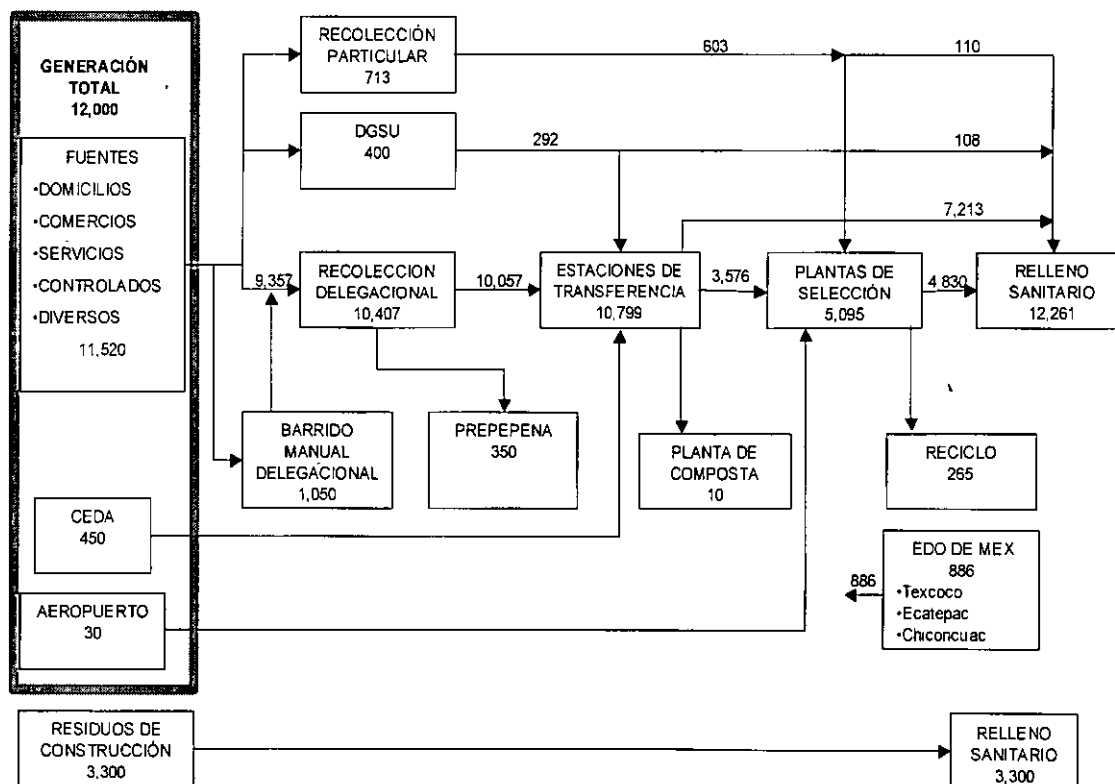 GENERACIÓN
TOTAL
12,000
FUENTES
•DOMICILIOS
•COMERCIOS
•SERVICIOS
•CONTROLADOS
•DIVERSOS
11,520
CEDA
450
AEROPUERTO
30
RECOLECCIÓN
PARTICULAR
713
603
110
DGSU
400
292
108
7,213
9,357
RECOLECCION
DELEGACIONAL
10,407
10,057
ESTACIONES DE
TRANSFERENCIA
10,799
3,576
PLANTAS DE
SELECCIÓN
5,095
4,830
RELLENO
SANITARIO
12,261
BARRIDO
MANUAL
DELEGACIONAL
1,050
PREPEPENA
350
PLANTA DE
COMPOSTA
10
RECICLO
265
886
EDO DE MEX
886
•Texcoco
•Ecatepac
•Chiconcuac
RESIDUOS DE
CONSTRUCCIÓN
3,300
RELLENO
SANITARIO
3,300